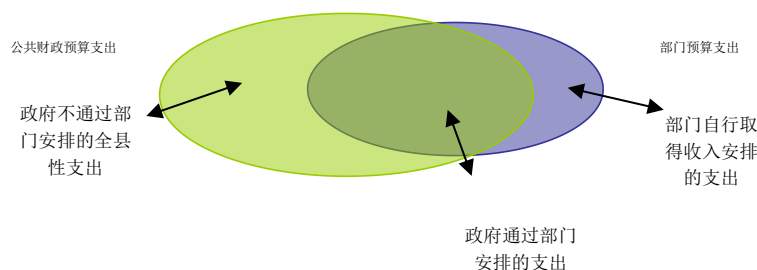 公共财政预算支出
部门预算支出
政府不通过部
门安排的全县
性支出
部门自行取
得收入安排
的支出
政府通过部门
安排的支出